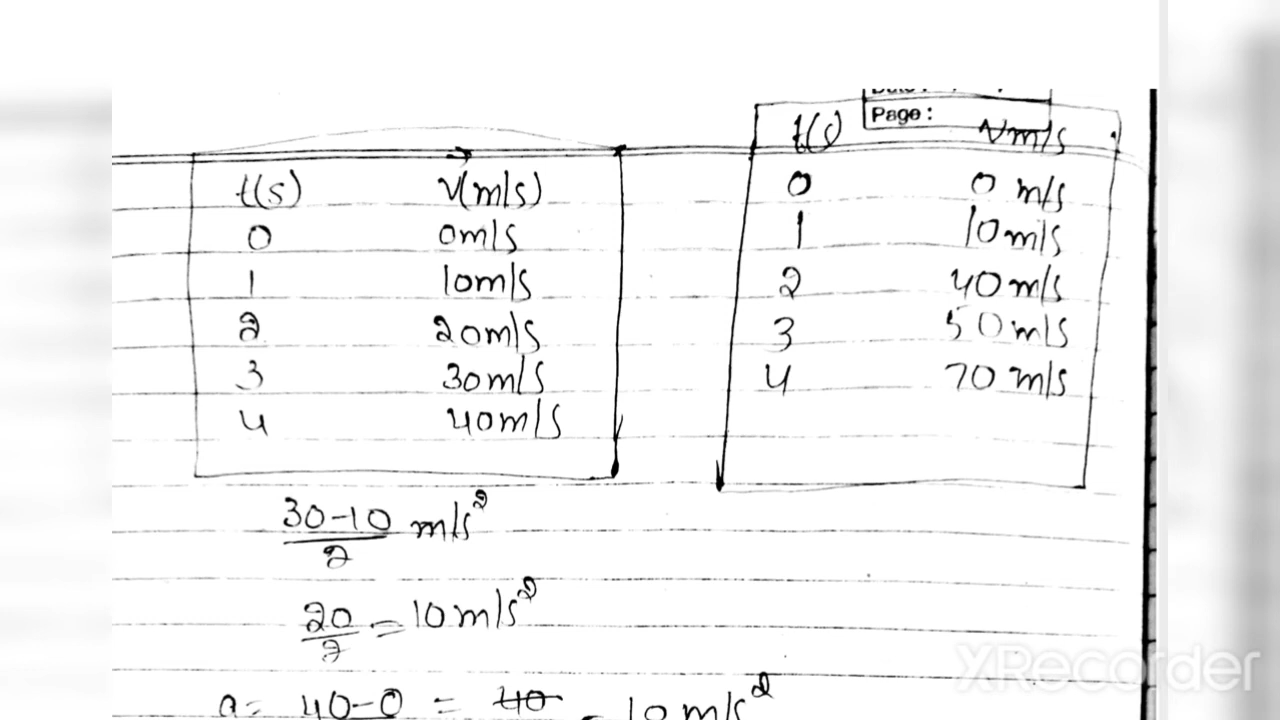 Page :
t(s) v(m/s)
0 0m/s
1 10m/s
2 20m/s
3 30m/s
4 40m/s
t(s) v m/s
0 0 m/s
1 10 m/s
2 40 m/s
3 50 m/s
4 70 m/s
30-10 m/s²
2
20 = 10 m/s²
2
a = 40-0 = 40 = 10 m/s²
XRecorder